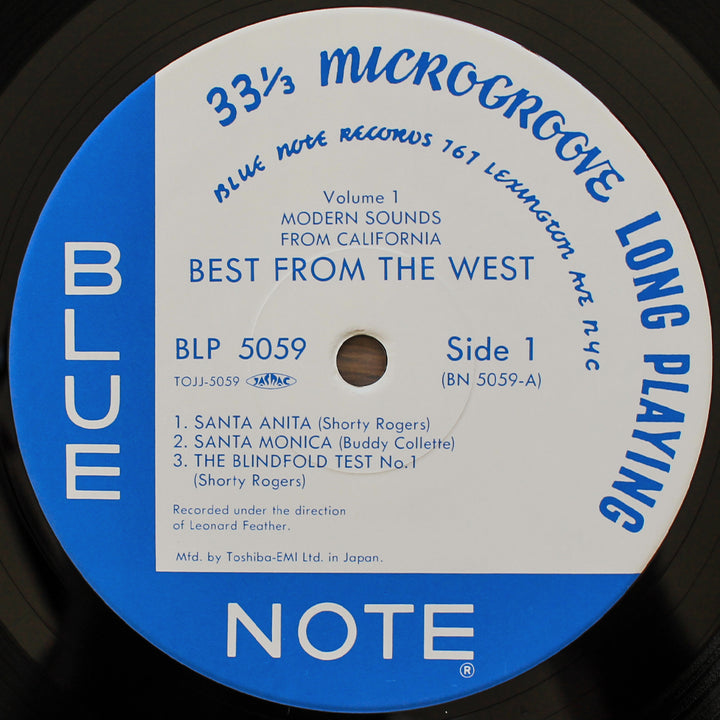 33⅓ MICROGROOVE LONG PLAYING
BLUE NOTE RECORDS 767 LEXINGTON AVE NYC
Volume 1
MODERN SOUNDS
FROM CALIFORNIA
BEST FROM THE WEST
BLP 5059
Side 1
TOJJ-5059 JASRAC
(BN 5059-A)
1. SANTA ANITA (Shorty Rogers)
2. SANTA MONICA (Buddy Collette)
3. THE BLINDFOLD TEST No.1
(Shorty Rogers)
Recorded under the direction
of Leonard Feather.
Mfd. by Toshiba-EMI Ltd. in Japan.
BLUE
NOTE®